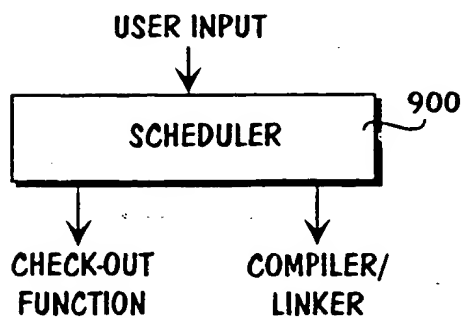 USER INPUT
900
SCHEDULER
CHECK-OUT
FUNCTION
COMPILER/
LINKER